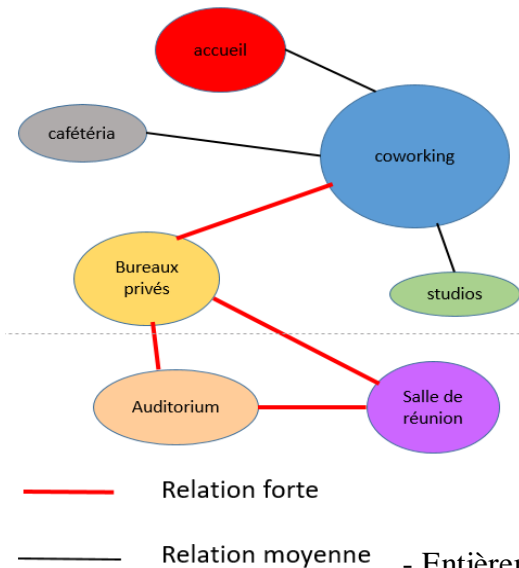 accueil
cafétéria
coworking
Bureaux
privés
studios
Auditorium
Salle de
réunion
Relation forte
Relation moyenne
-